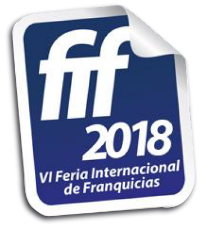 fif
2018
VI Feria Internacional
de Franquicias